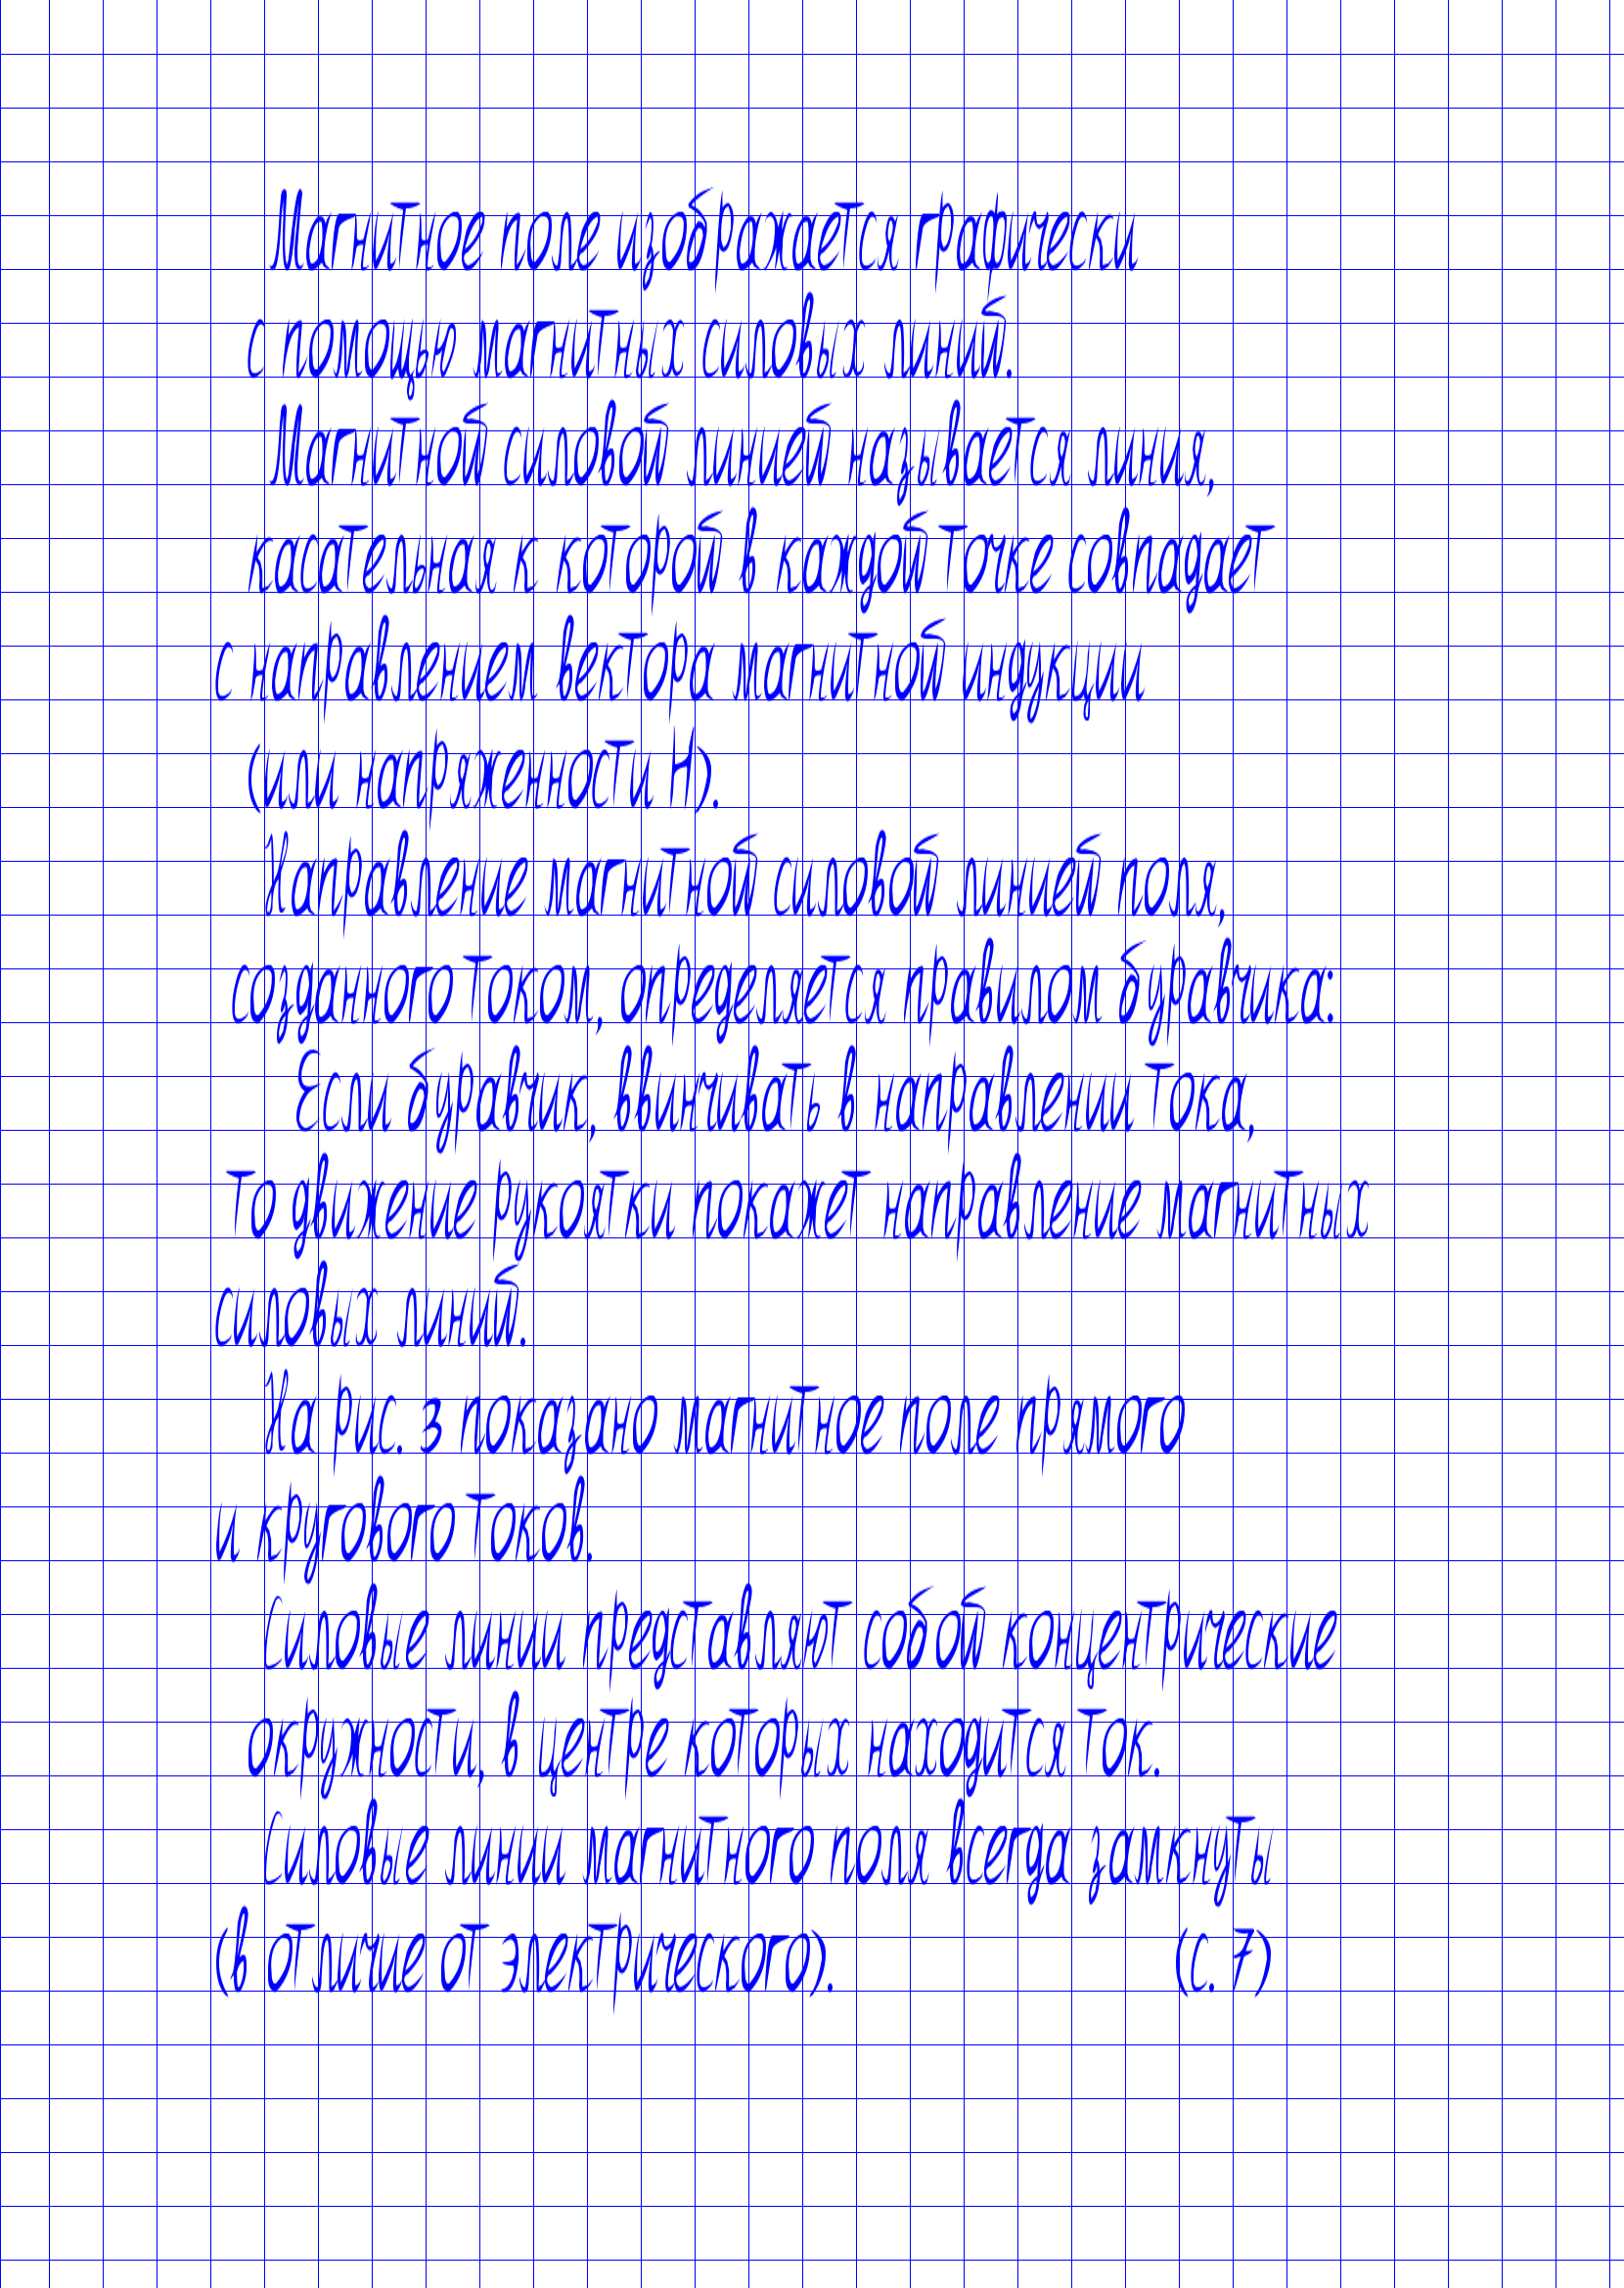 Магнитное поле изображается графически
с помощью магнитных силовых линий.
Магнитной силовой линией называется линия,
касательная к которой в каждой точке совпадает
с направлением вектора магнитной индукции
(или напряженности Н).
Направление магнитной силовой линией поля,
созданного током, определяется правилом буравчика:
Если буравчик, ввинчивать в направлении тока,
то движение рукоятки покажет направление магнитных
силовых линий.
На рис. 3 показано магнитное поле прямого
и кругового токов.
Силовые линии представляют собой концентрические
окружности, в центре которых находится ток.
Силовые линии магнитного поля всегда замкнуты
(в отличие от электрического). (с. 7)